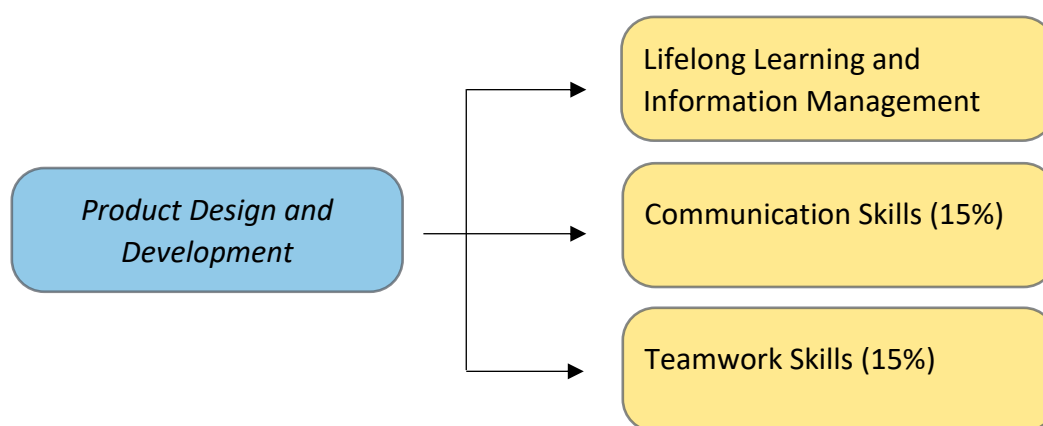 Lifelong Learning and
Information Management
Product Design and
Development
Communication Skills (15%)
Teamwork Skills (15%)